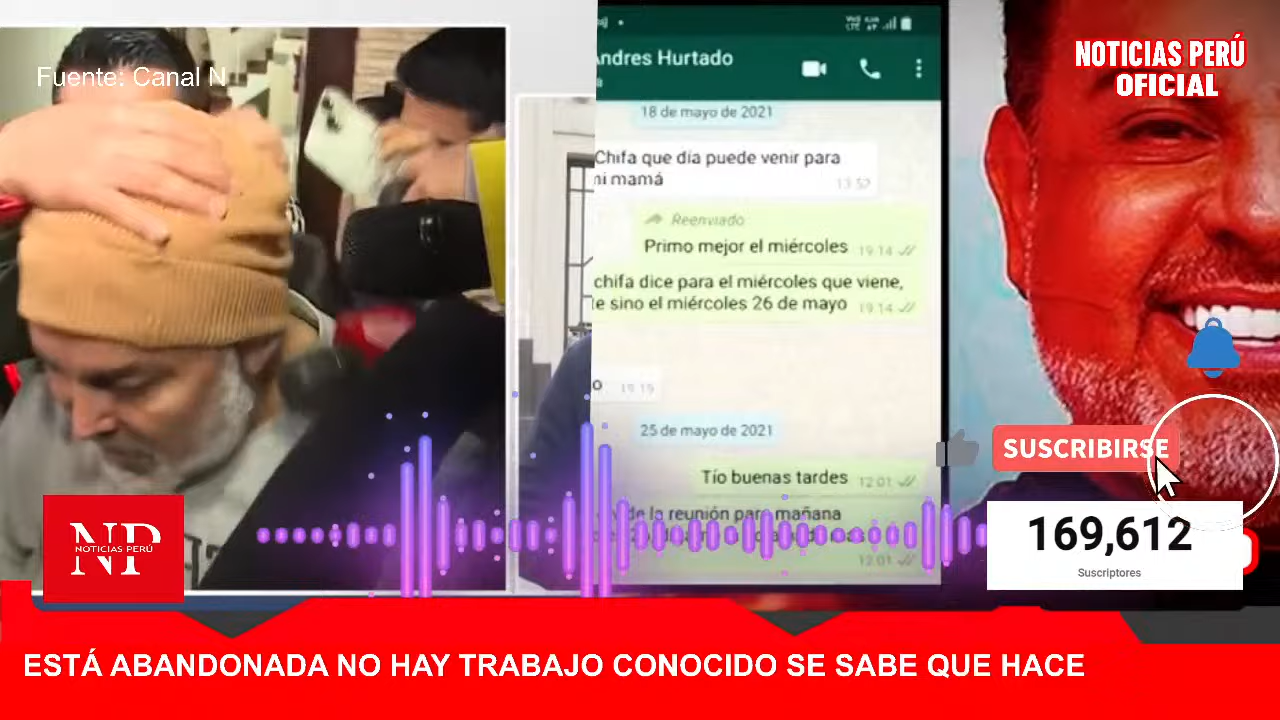 Fuente: Canal N
Andres Hurtado
18 de mayo de 2021
Chifa que día puede venir para
mi mamá
13:52
Reenviado
Primo mejor el miércoles 19:14
chifa dice para el miércoles que viene,
sino el miércoles 26 de mayo 19:14
19:19
25 de mayo de 2021
Tío buenas tardes 12:01
de la reunión para mañana
12:01
NOTICIAS PERÚ
OFICIAL
SUSCRIBIRSE
169,612
Suscriptores
NP
NOTICIAS PERÚ
ESTÁ ABANDONADA NO HAY TRABAJO CONOCIDO SE SABE QUE HACE